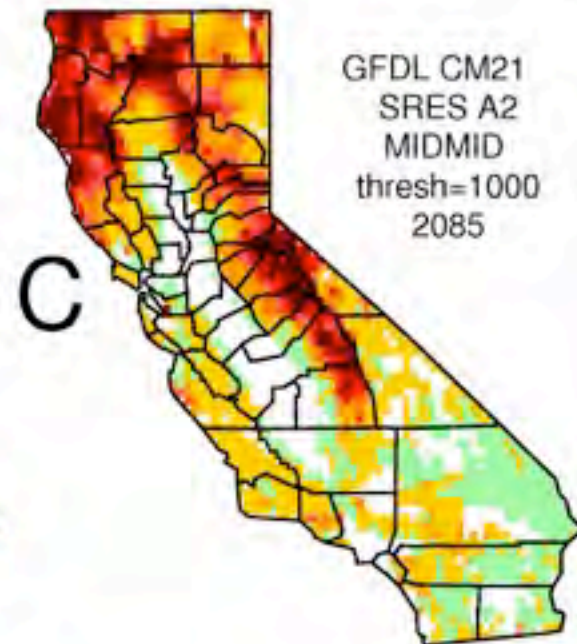 GFDL CM21
SRES A2
MIDMID
thresh=1000
2085
C